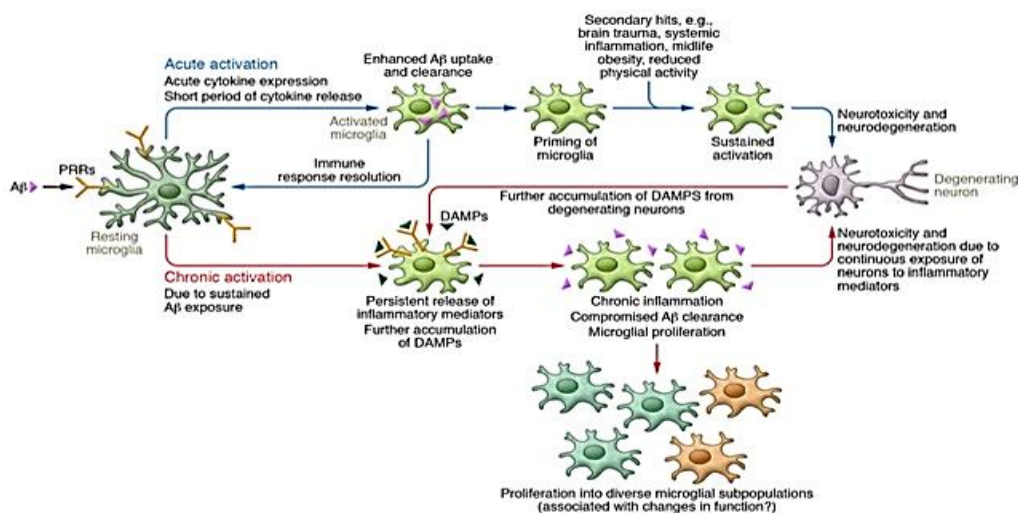 Acute activation
Acute cytokine expression
Short period of cytokine release
Enhanced Aβ uptake
and clearance
Activated
microglia
Secondary hits, e.g.,
brain trauma, systemic
inflammation, midlife
obesity, reduced
physical activity
Priming of
microglia
Sustained
activation
Neurotoxicity and
neurodegeneration
PRRs
Aβ
Immune
response resolution
Resting
microglia
Degenerating
neuron
Further accumulation of DAMPS from
degenerating neurons
DAMPs
Chronic activation
Due to sustained
Aβ exposure
Persistent release of
inflammatory mediators
Further accumulation
of DAMPs
Chronic inflammation
Compromised Aβ clearance
Microglial proliferation
Neurotoxicity and
neurodegeneration due to
continuous exposure of
neurons to inflammatory
mediators
Proliferation into diverse microglial subpopulations
(associated with changes in function?)